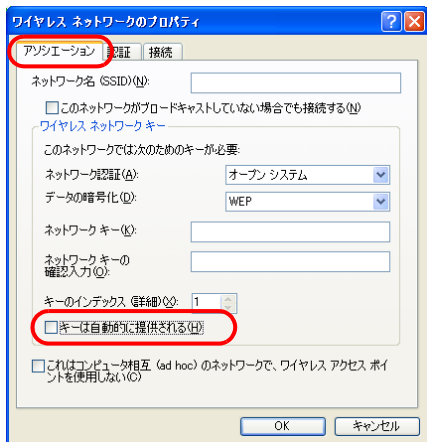 ワイヤレス ネットワークのプロパティ
アソシエーション 認証 接続
ネットワーク名 (SSID)(N):
このネットワークがブロードキャストしていない場合でも接続する(N)
ワイヤレス ネットワーク キー
このネットワークでは次のためのキーが必要:
ネットワーク認証(A): オープン システム
データの暗号化(D): WEP
ネットワーク キー(K):
ネットワーク キーの
確認入力(O):
キーのインデックス (詳細)(X): 1
キーは自動的に提供される(H)
これはコンピュータ相互 (ad hoc) のネットワークで、ワイヤレス アクセス ポイ
ントを使用しない(C)
OK キャンセル